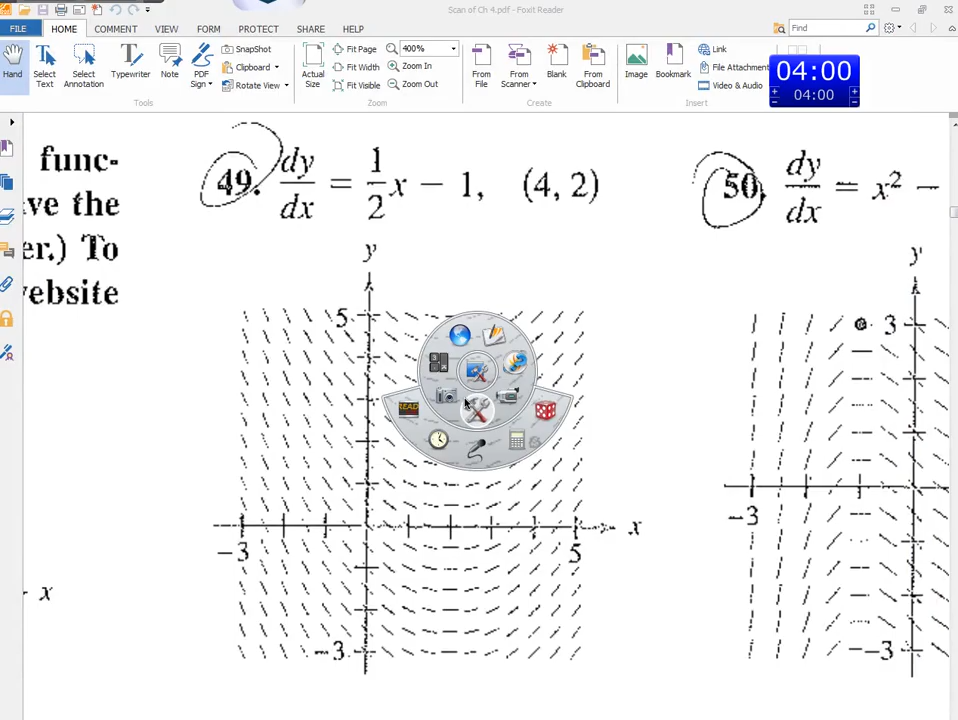 Scan of Ch 4.pdf - Foxit Reader
FILE HOME COMMENT VIEW FORM PROTECT SHARE HELP
Find
Hand
Select Text
Select Annotation
Typewriter
Note
PDF Sign
SnapShot
Clipboard
Rotate View
Tools
Actual Size
Fit Page
Fit Width
Fit Visible
400%
Zoom In
Zoom Out
Zoom
From File
From Scanner
Blank
From Clipboard
Create
Image
Bookmark
Link
File Attachment
Video & Audio
Insert
04:00
04:00
func-
ve the
er.) To
ebsite
x
49. dy/dx = 1/2 x − 1, (4, 2)
y
5
READ
x
−3
5
−3
50. dy/dx = x² −
y
3
−3
−3